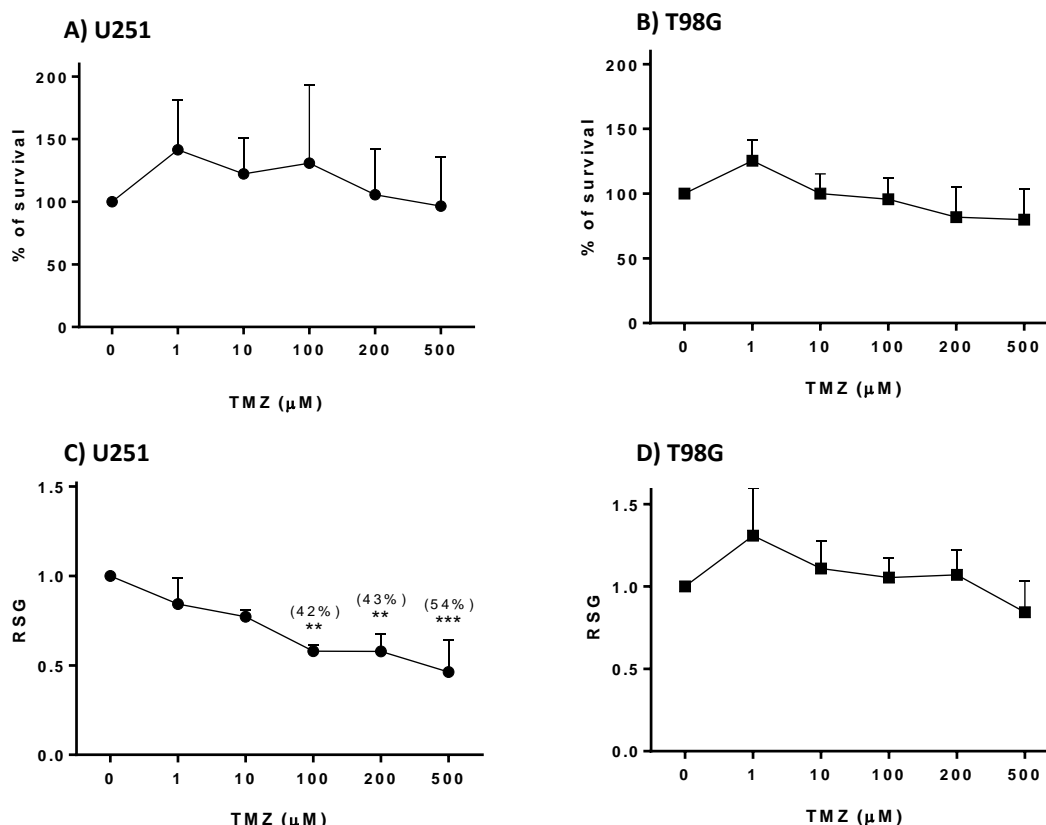 A) U251
200
150
100
50
0
% of survival
0 1 10 100 200 500
TMZ (μM)
B) T98G
200
150
100
50
0
% of survival
0 1 10 100 200 500
TMZ (μM)
C) U251
1.5
1.0
0.5
0.0
RSG
(42%)
**
(43%)
**
(54%)
***
0 1 10 100 200 500
TMZ (μM)
D) T98G
1.5
1.0
0.5
0.0
RSG
0 1 10 100 200 500
TMZ (μM)